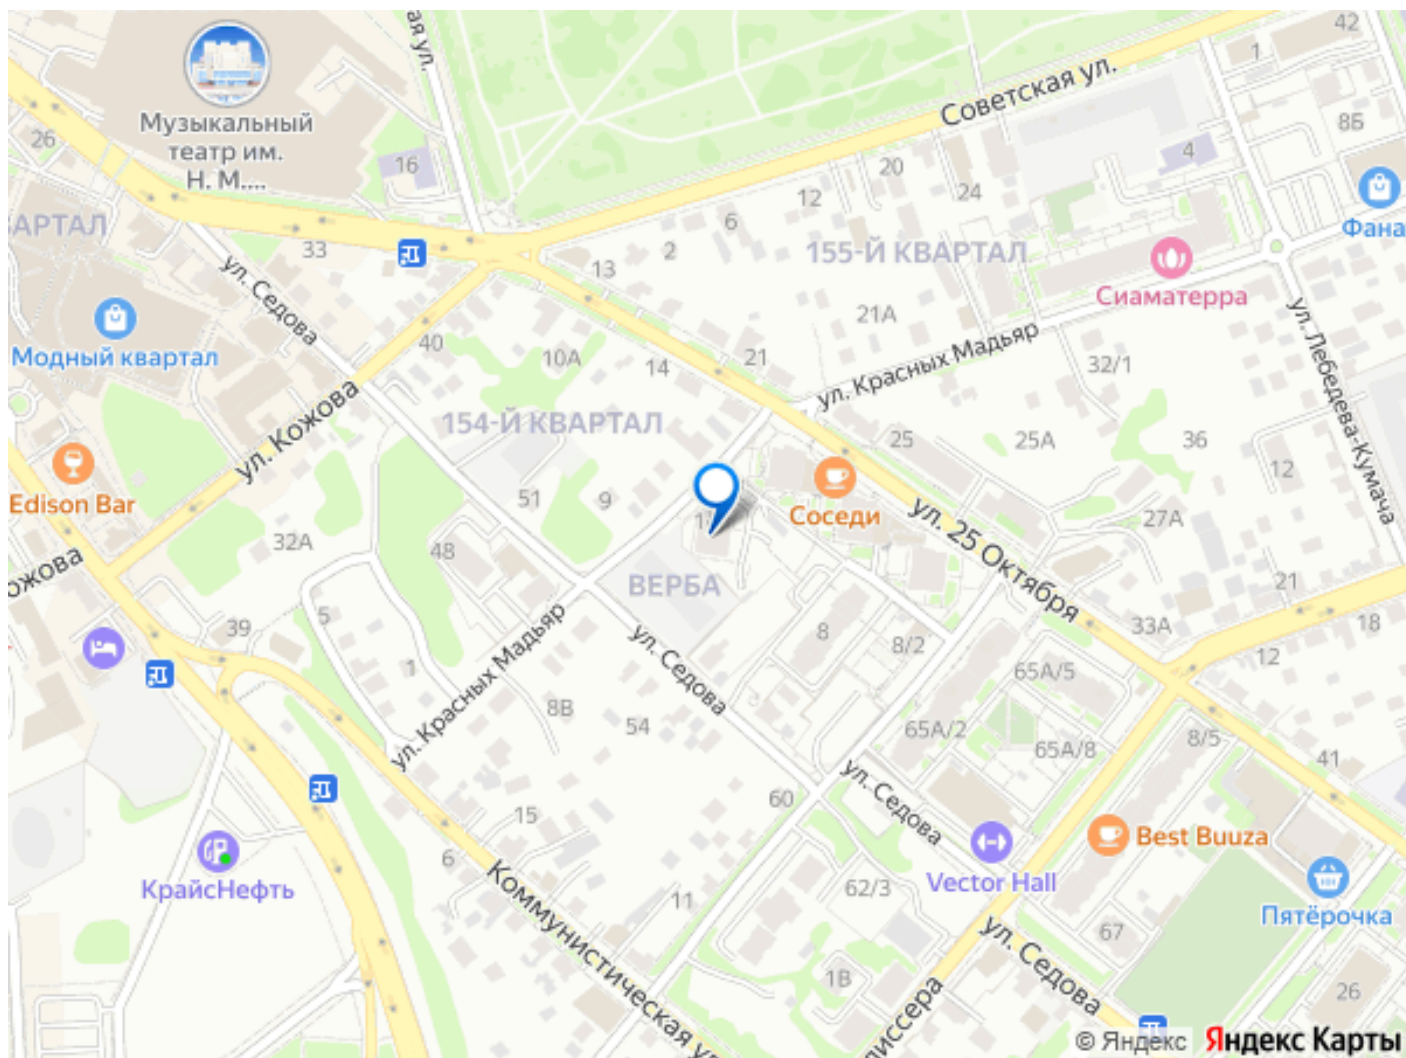 42
1
ая ул.
Советская ул.
8Б
Музыкальный
театр им.
Н. М....
26
16
4
20
24
12
6
2
АРТАЛ
33
13
155-Й КВАРТАЛ
Фана
Сиаматерра
ул. Седова
21А
ул. Лебедева-Кумача
Модный квартал
40
10А
14
21
ул. Красных Мадьяр
32/1
ул. Кожова
154-Й КВАРТАЛ
25
25А
36
12
Edison Bar
51
9
Соседи
ул. 25 Октября
27А
32А
48
ожова
ВЕРБА
21
5
39
8
8/2
33А
18
12
1
ул. Красных Мадьяр
ул. Седова
65А/5
8В
54
65А/2
65А/8
8/5
41
60
ул. Седова
15
6
Best Buuza
КрайсНефть
Vector Hall
62/3
11
Пятёрочка
67
Коммунистическая ул
ул. Седова
1В
26
лиссера
© Яндекс Яндекс Карты